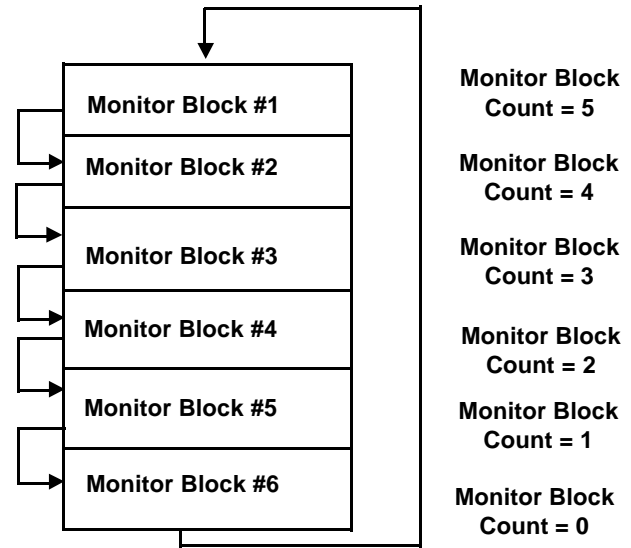 Monitor Block #1
Monitor Block
Count = 5
Monitor Block #2
Monitor Block
Count = 4
Monitor Block #3
Monitor Block
Count = 3
Monitor Block #4
Monitor Block
Count = 2
Monitor Block #5
Monitor Block
Count = 1
Monitor Block #6
Monitor Block
Count = 0